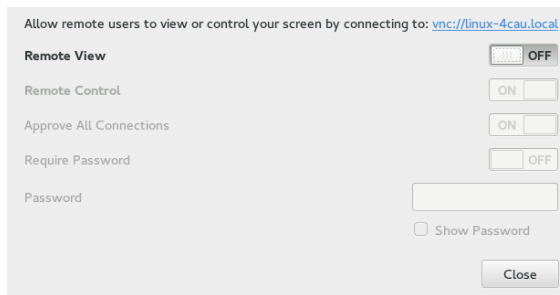 Allow remote users to view or control your screen by connecting to: vnc://linux-4cau.local
Remote View OFF
Remote Control ON
Approve All Connections ON
Require Password OFF
Password
Show Password
Close